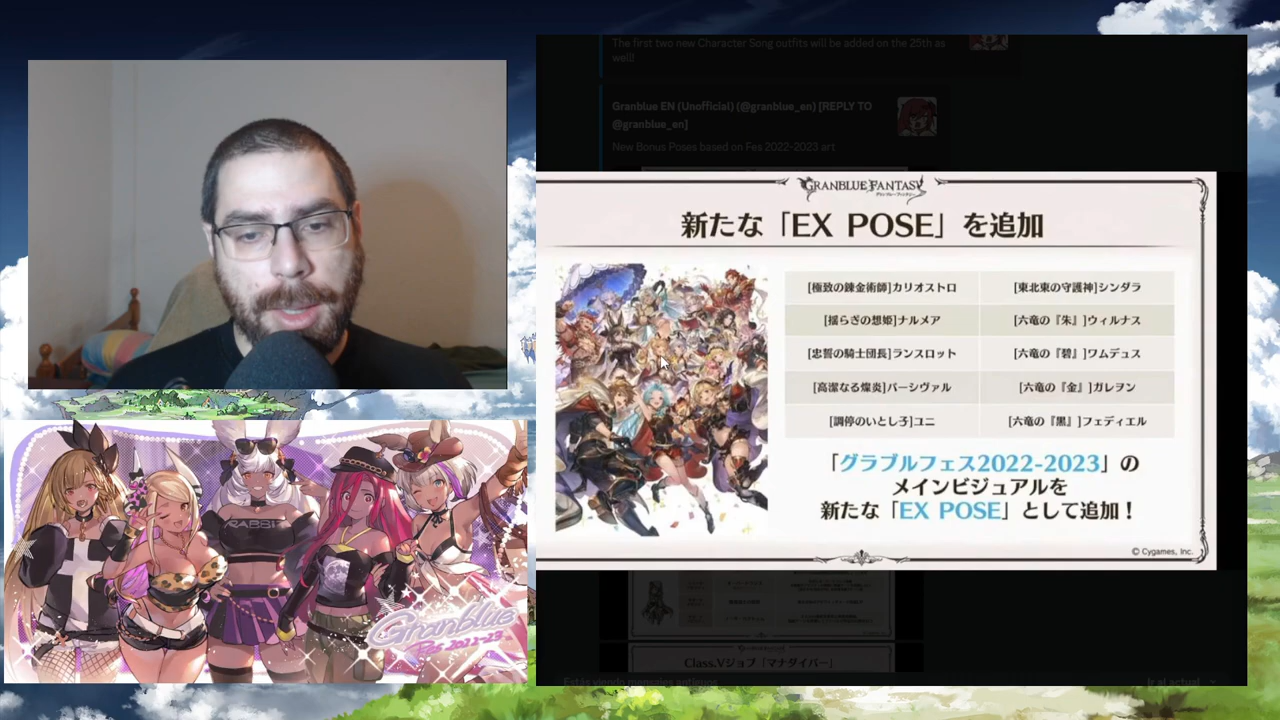 The first two new Character Song outfits will be added on the 25th as
well!
Granblue EN (Unofficial) (@granblue_en) [REPLY TO
@granblue_en]
New Bonus Poses based on Fes 2022-2023 art
GRANBLUE FANTASY
新たな「EX POSE」を追加
[極致の錬金術師]カリオストロ
[東北東の守護神]シンダラ
[揺らぎの想姫]ナルメア
[六竜の『朱』]ウィルナス
[忠誓の騎士団長]ランスロット
[六竜の『碧』]ワムデュス
[高潔なる燦炎]パーシヴァル
[六竜の『金』]ガレヲン
[調停のいとし子]ユニ
[六竜の『黒』]フェディエル
「グラブルフェス2022-2023」の
メインビジュアルを
新たな「EX POSE」として追加！
© Cygames, Inc.
Class.Vジョブ「マナダイバー」
Estás viendo mensajes antiguos
Ir al actual
RABBIT
Granblue
Fes 2022-23